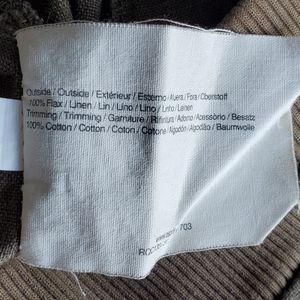 Outside / Outside / Extérieur / Esterno / Afuera / Fora / Oberstoff
100% Flax / Linen / Lin / Lino / Lino / Linho / Leinen
Trimming / Trimming / Garniture / Rifinitura / Adorno / Acessório / Besatz
100% Cotton / Cotton / Coton / Cotone / Algodón / Algodão / Baumwolle
703